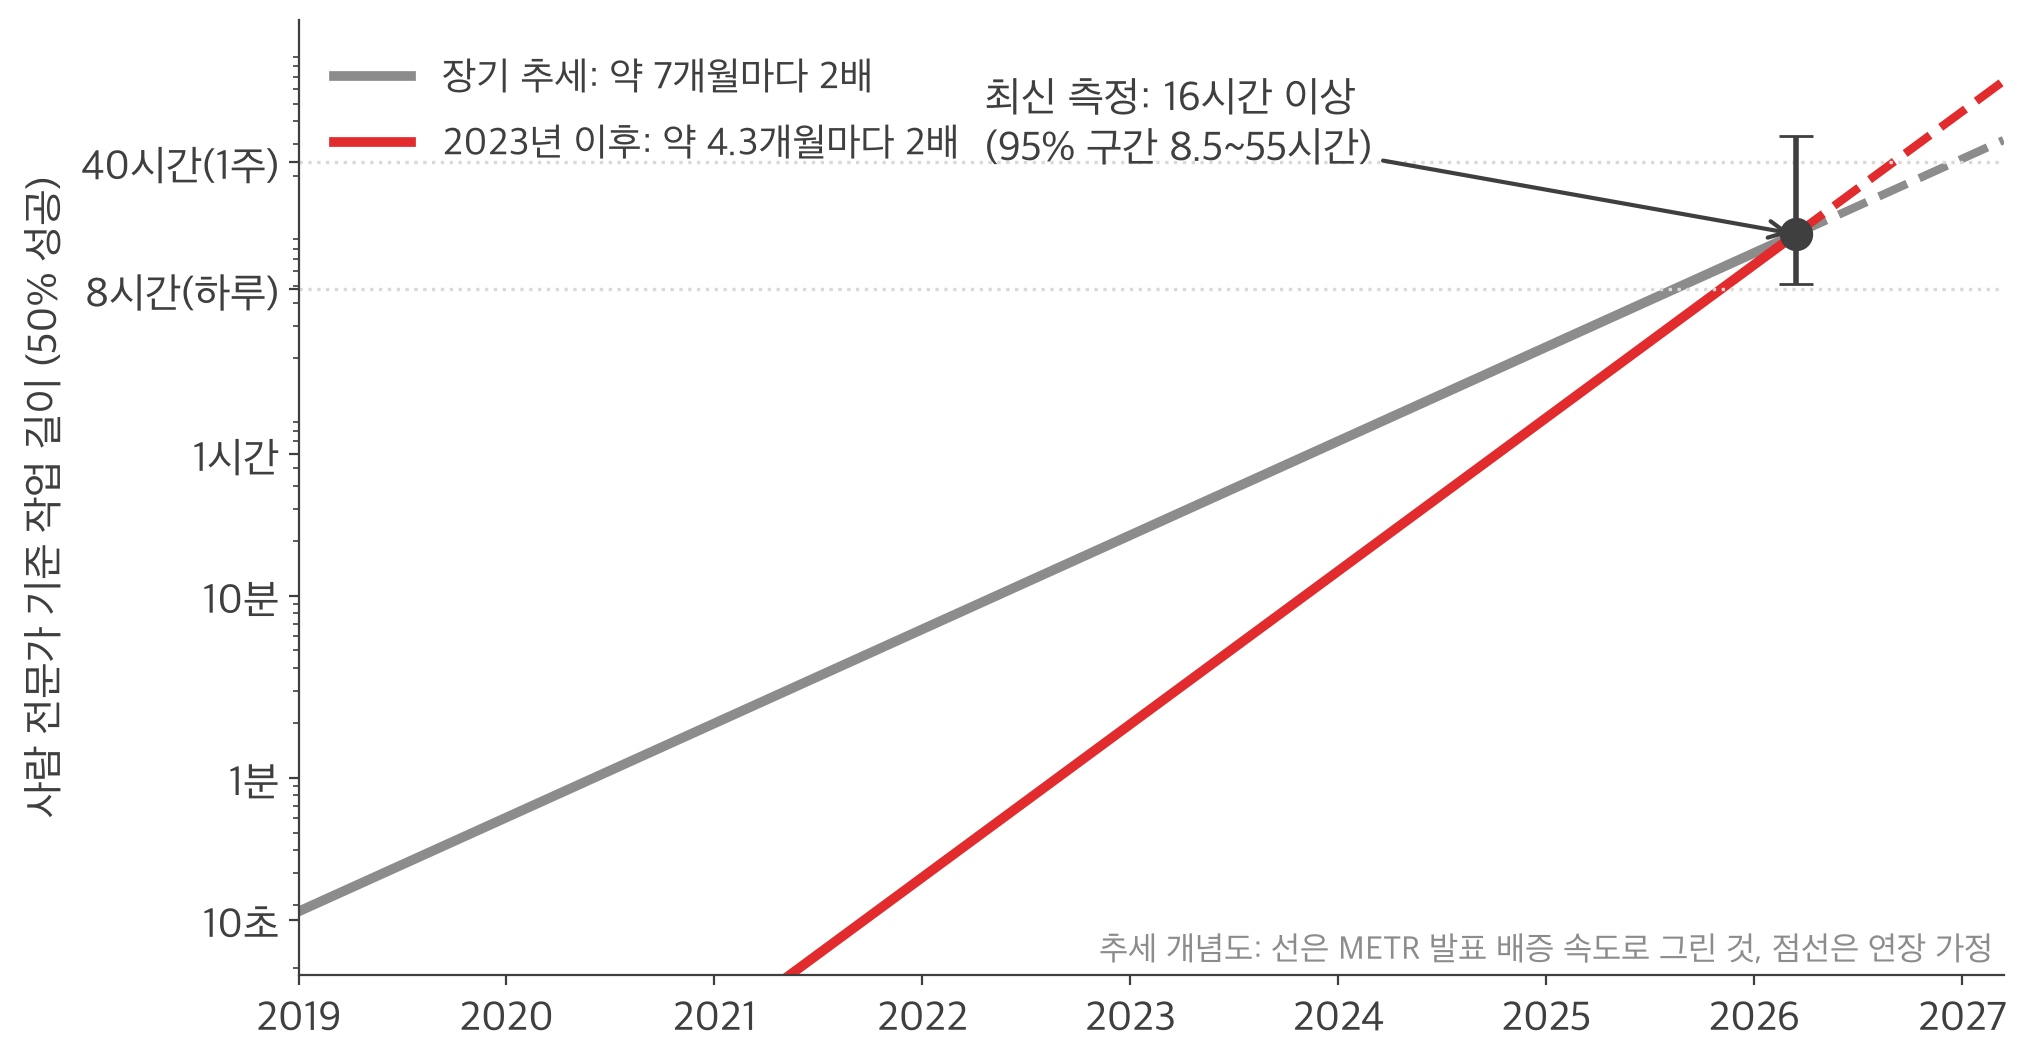 장기 추세: 약 7개월마다 2배
2023년 이후: 약 4.3개월마다 2배
최신 측정: 16시간 이상
(95% 구간 8.5~55시간)
사람 전문가 기준 작업 길이 (50% 성공)
40시간(1주)
8시간(하루)
1시간
10분
1분
10초
추세 개념도: 선은 METR 발표 배증 속도로 그린 것, 점선은 연장 가정
2019 2020 2021 2022 2023 2024 2025 2026 2027